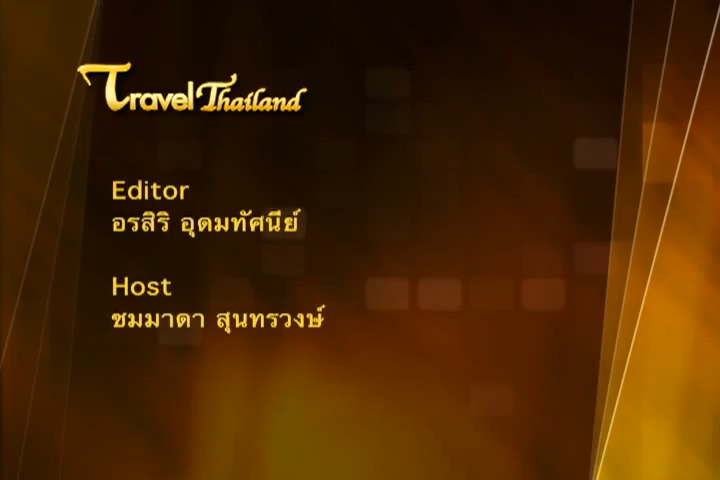 Travel Thailand
Editor
อรสิริ อุดมทัศนีย์
Host
ชมมาดา สุนทรวงษ์